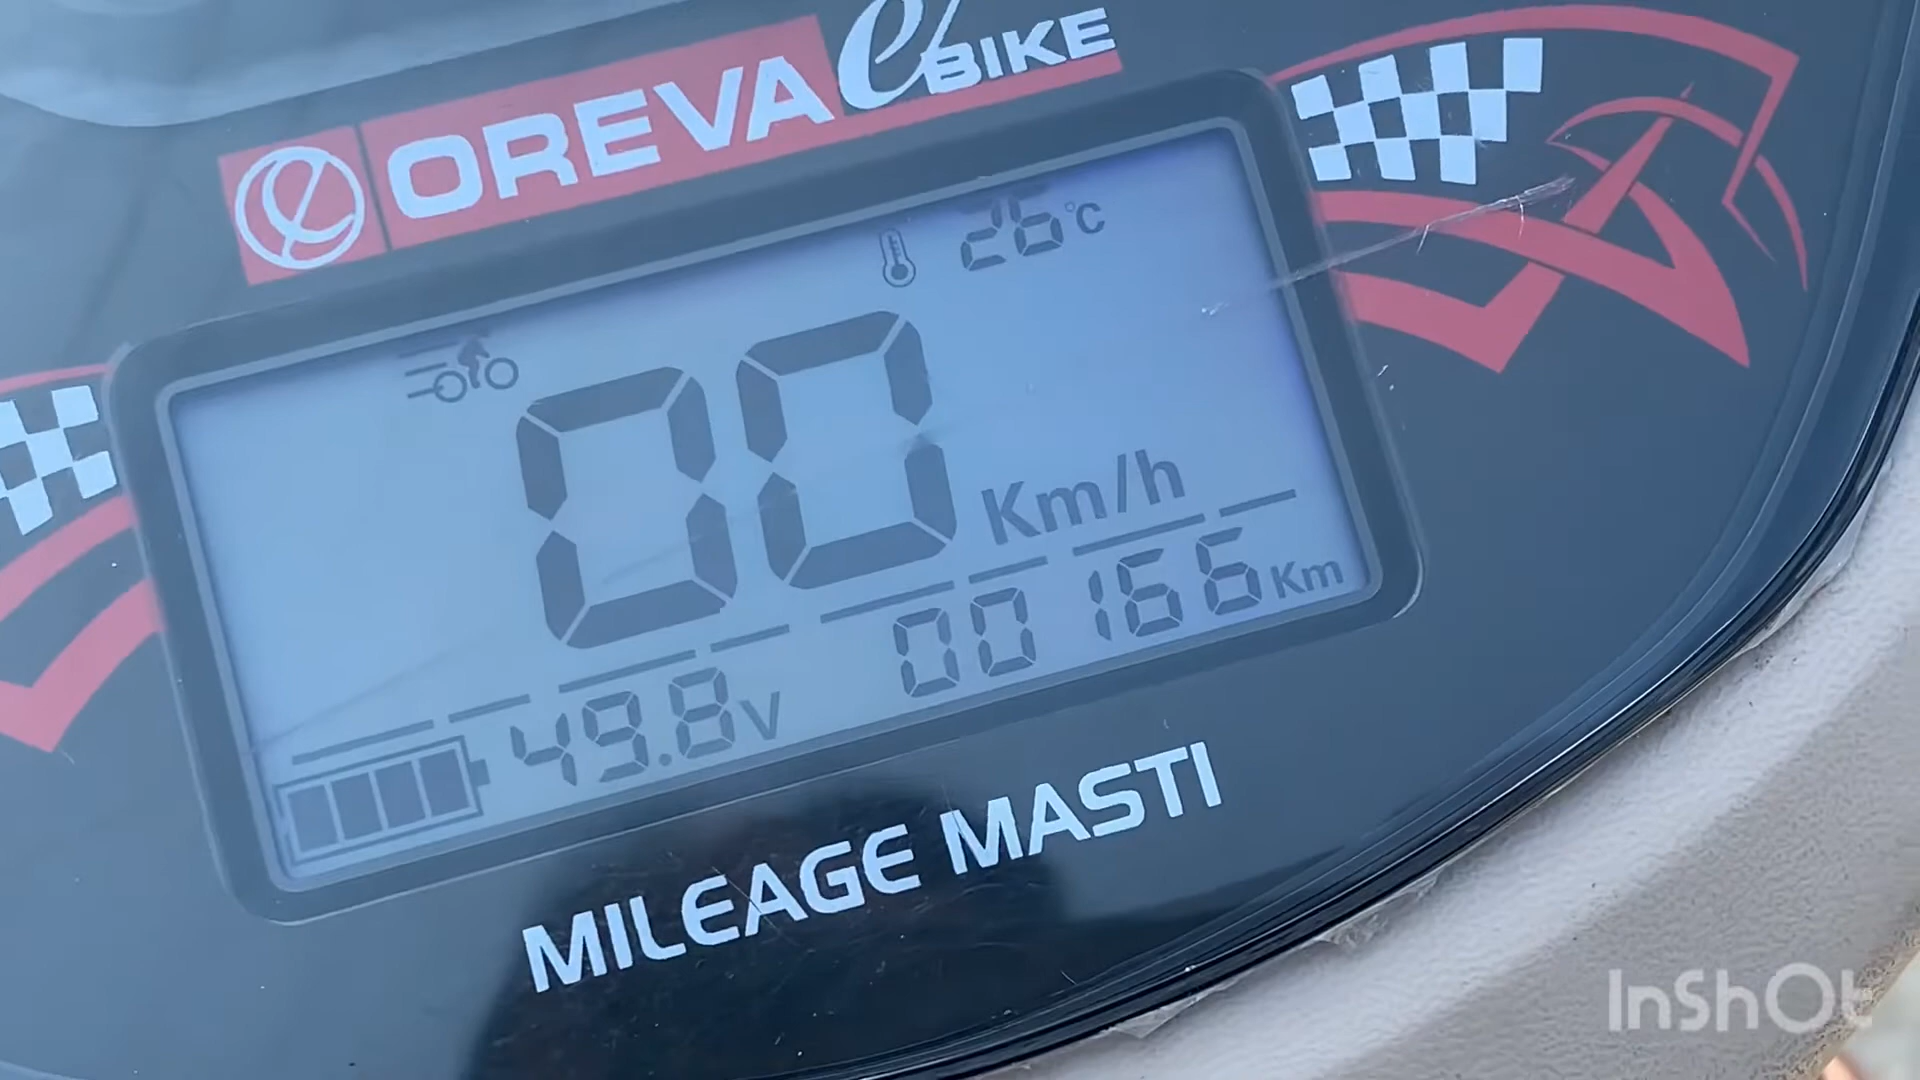 OREVA e BIKE
26°C
00 Km/h
49.8V
00166 Km
MILEAGE MASTI
InShOt